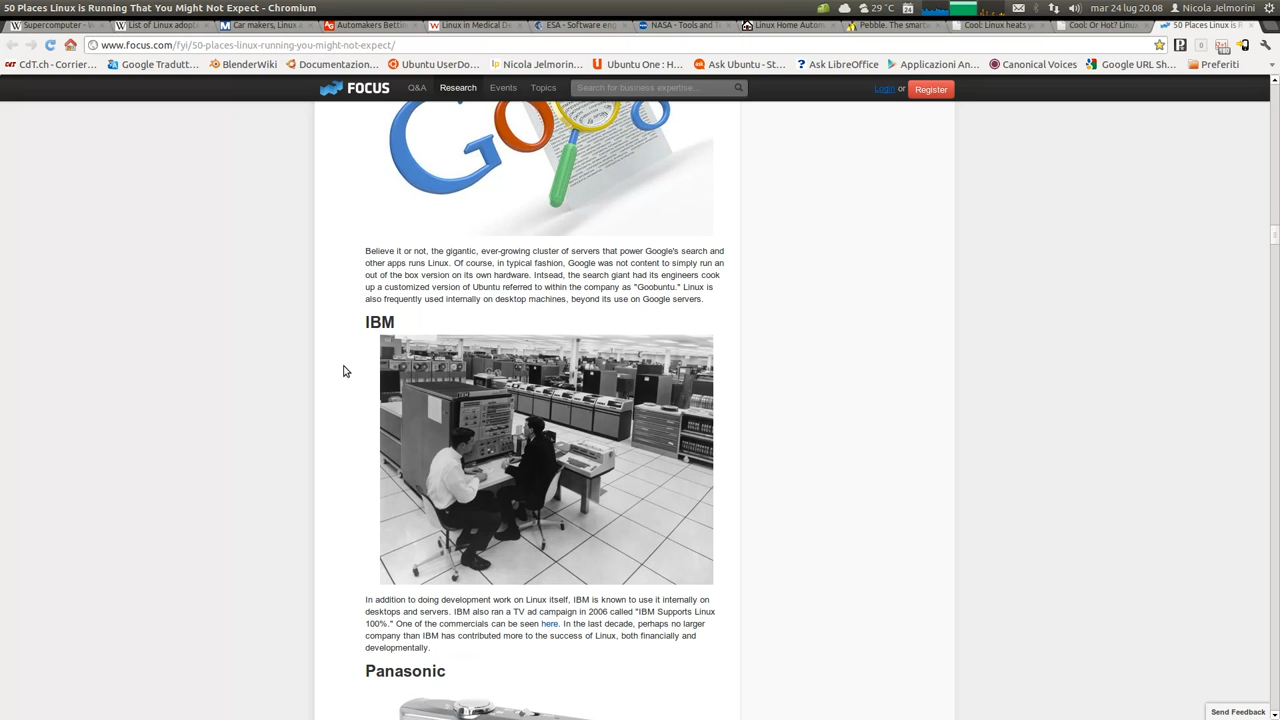 50 Places Linux is Running That You Might Not Expect - Chromium
29 °C
24
mar 24 lug 20.08
Nicola Jelmorini
Supercomputer -
List of Linux adopt
Car makers, Linux a
Automakers Bettin
Linux in Medical De
ESA - Software eng
NASA - Tools and T
Linux Home Autom
Pebble. The smart
Cool: Linux heats y
Cool Or Hot? Linux
50 Places Linux is R
www.focus.com/fyi/50-places-linux-running-you-might-not-expect/
CdT.ch - Corrier...
Google Tradutt...
BlenderWiki
Documentazion...
Ubuntu UserDo...
Nicola Jelmorin...
Ubuntu One : H...
Ask Ubuntu - St...
Ask LibreOffice
Applicazioni An...
Canonical Voices
Google URL Sh...
Preferiti
FOCUS
Q&A
Research
Events
Topics
Search for business expertise...
Login or
Register
Believe it or not, the gigantic, ever-growing cluster of servers that power Google's search and
other apps runs Linux. Of course, in typical fashion, Google was not content to simply run an
out of the box version on its own hardware. Intsead, the search giant had its engineers cook
up a customized version of Ubuntu referred to within the company as "Goobuntu." Linux is
also frequently used internally on desktop machines, beyond its use on Google servers.
IBM
In addition to doing development work on Linux itself, IBM is known to use it internally on
desktops and servers. IBM also ran a TV ad campaign in 2006 called "IBM Supports Linux
100%." One of the commercials can be seen here. In the last decade, perhaps no larger
company than IBM has contributed more to the success of Linux, both financially and
developmentally.
Panasonic
Send Feedback